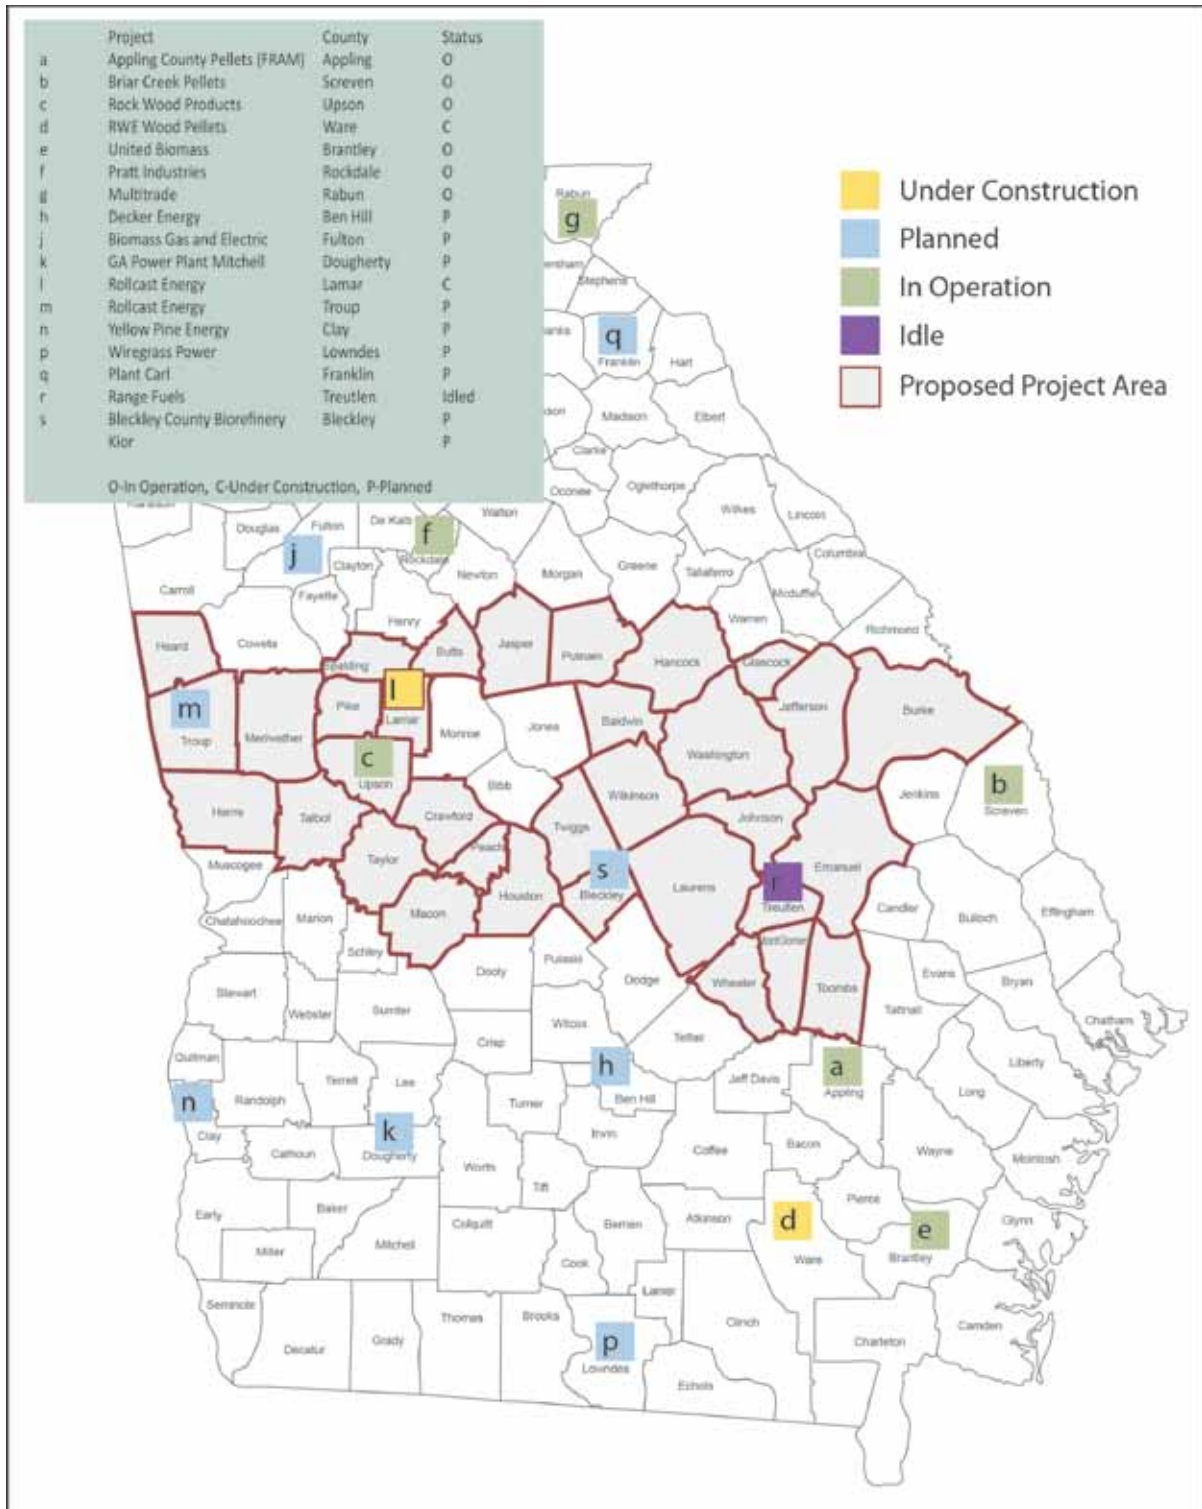 Project County Status
a Appling County Pellets (FRAM) Appling O
b Briar Creek Pellets Screven O
c Rock Wood Products Upson O
d RWE Wood Pellets Ware C
e United Biomass Brantley O
f Pratt Industries Rockdale O
g Multitrade Rabun O
h Decker Energy Ben Hill P
j Biomass Gas and Electric Fulton P
k GA Power Plant Mitchell Dougherty P
l Rollcast Energy Lamar C
m Rollcast Energy Troup P
n Yellow Pine Energy Clay P
p Wiregrass Power Lowndes P
q Plant Carl Franklin P
r Range Fuels Treutlen Idled
s Bleckley County Biorefinery Bleckley P
Kior P
O-In Operation, C-Under Construction, P-Planned
Under Construction
Planned
In Operation
Idle
Proposed Project Area
Rabun
g
Stephens
q
Franklin
Hart
Madison
Elbert
Clarke
Oconee
Oglethorpe
Wilkes
Lincoln
Walton
Douglas
Fulton
De Kalb
f
Rockdale
j
Clayton
Newton
Morgan
Greene
Taliaferro
Columbia
Mcduffie
Carroll
Fayette
Henry
Warren
Richmond
Heard
Coweta
Spalding
Butts
Jasper
Putnam
Hancock
Glascock
m
Troup
Meriwether
Pike
l
Lamar
Monroe
Jones
Baldwin
Washington
Jefferson
Burke
c
Upson
Bibb
Wilkinson
Jenkins
b
Screven
Harris
Talbot
Crawford
Twiggs
Johnson
Muscogee
Taylor
Peach
Houston
s
Bleckley
Laurens
r
Treutlen
Emanuel
Chattahoochee
Marion
Macon
Candler
Bulloch
Effingham
Schley
Dooly
Pulaski
Dodge
Wheeler
Toombs
Evans
Bryan
Stewart
Webster
Sumter
Crisp
Wilcox
Telfair
Tattnall
Chatham
Quitman
Terrell
Lee
h
Ben Hill
Jeff Davis
a
Appling
Long
Liberty
n
Randolph
Clay
Turner
Irwin
k
Dougherty
Calhoun
Worth
Tift
Coffee
Bacon
Wayne
McIntosh
Early
Baker
Mitchell
Colquitt
Berrien
Atkinson
Pierce
d
Ware
e
Brantley
Glynn
Miller
Cook
Lanier
Seminole
Decatur
Grady
Thomas
Brooks
p
Lowndes
Clinch
Echols
Charleton
Camden